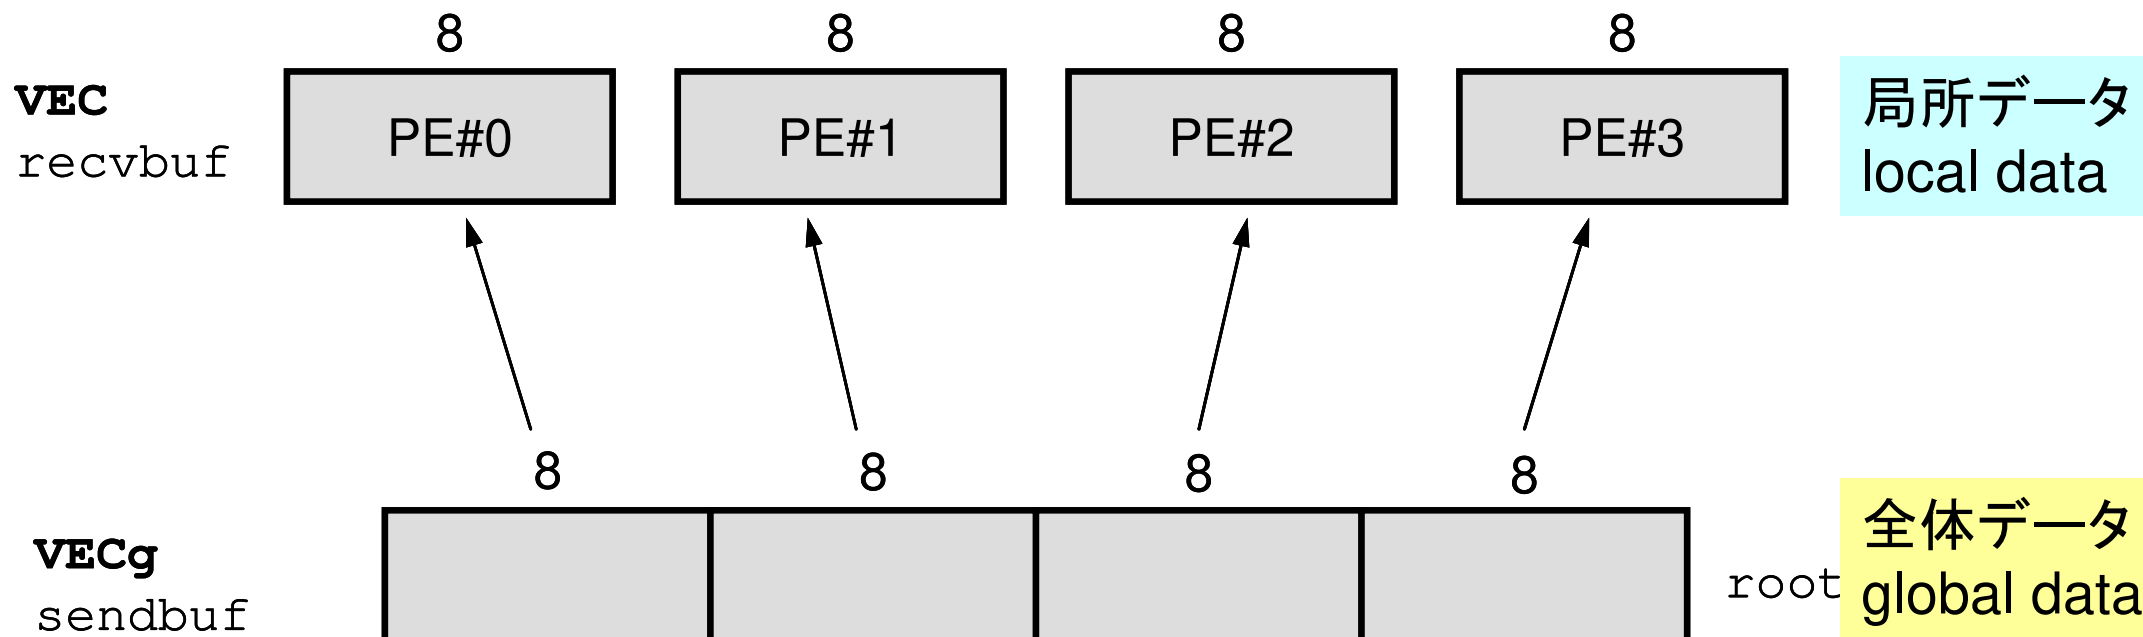 8 8 8 8
VEC
recvbuf
PE#0 PE#1 PE#2 PE#3
局所データ
local data
8 8 8 8
VECg
sendbuf
root
全体データ
global data